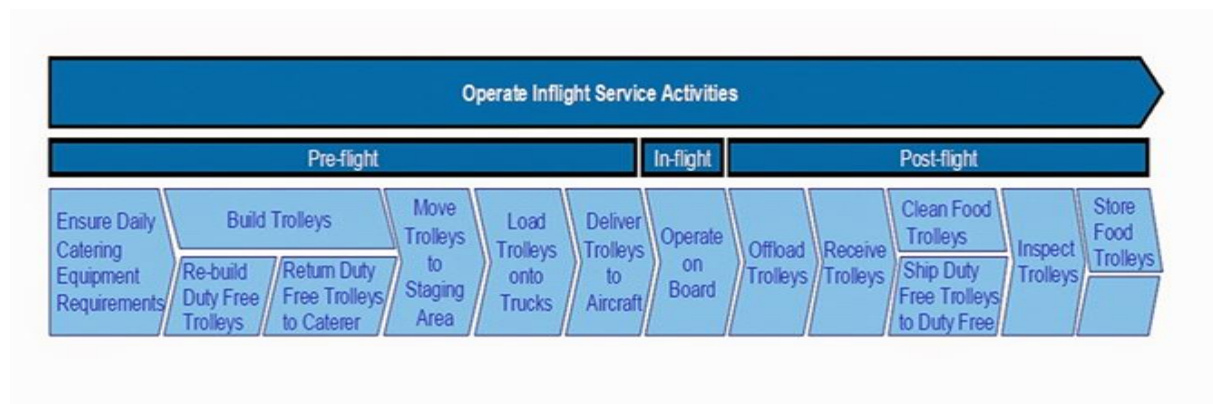 Operate Inflight Service Activities
Pre-flight
In-flight
Post-flight
Ensure Daily
Catering
Equipment
Requirements
Build Trolleys
Re-build
Duty Free
Trolleys
Return Duty
Free Trolleys
to Caterer
Move
Trolleys
to
Staging
Area
Load
Trolleys
onto
Trucks
Deliver
Trolleys
to
Aircraft
Operate
on
Board
Offload
Trolleys
Receive
Trolleys
Clean Food
Trolleys
Ship Duty
Free Trolleys
to Duty Free
Inspect
Trolleys
Store
Food
Trolleys